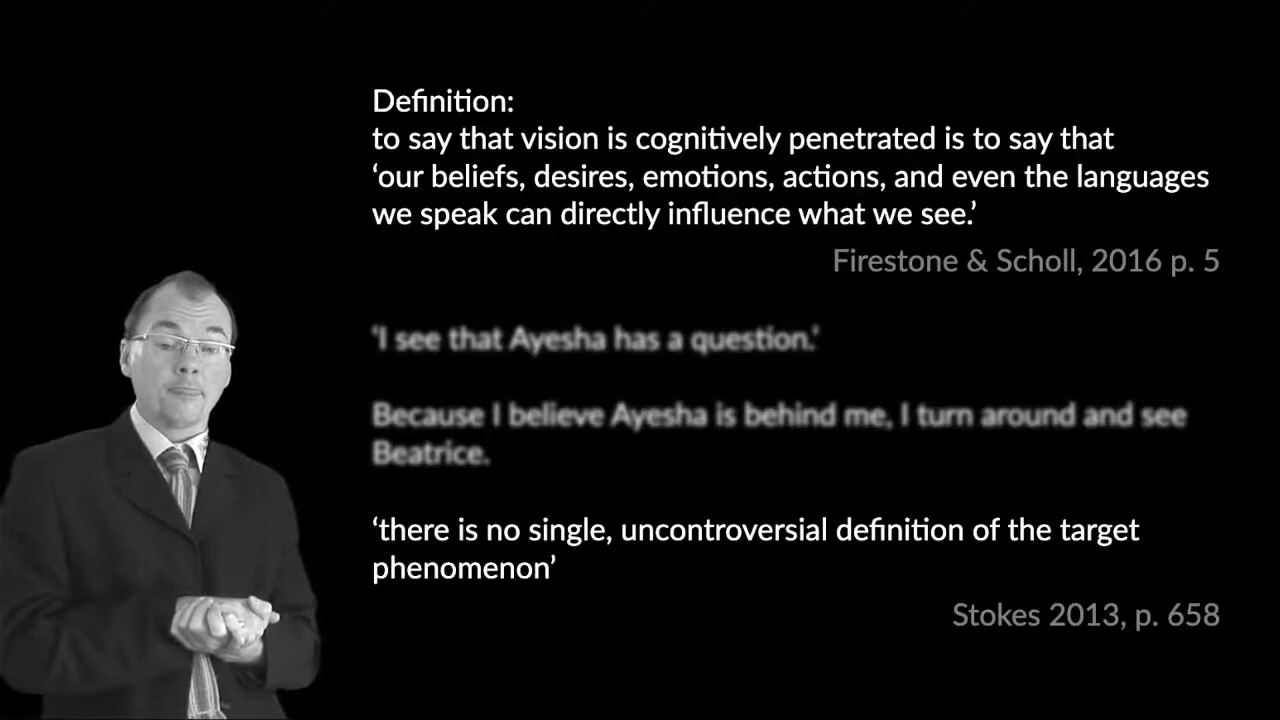 Definition:
to say that vision is cognitively penetrated is to say that
‘our beliefs, desires, emotions, actions, and even the languages
we speak can directly influence what we see.’
Firestone & Scholl, 2016 p. 5
‘I see that Ayesha has a question.’
Because I believe Ayesha is behind me, I turn around and see
Beatrice.
‘there is no single, uncontroversial definition of the target
phenomenon’
Stokes 2013, p. 658